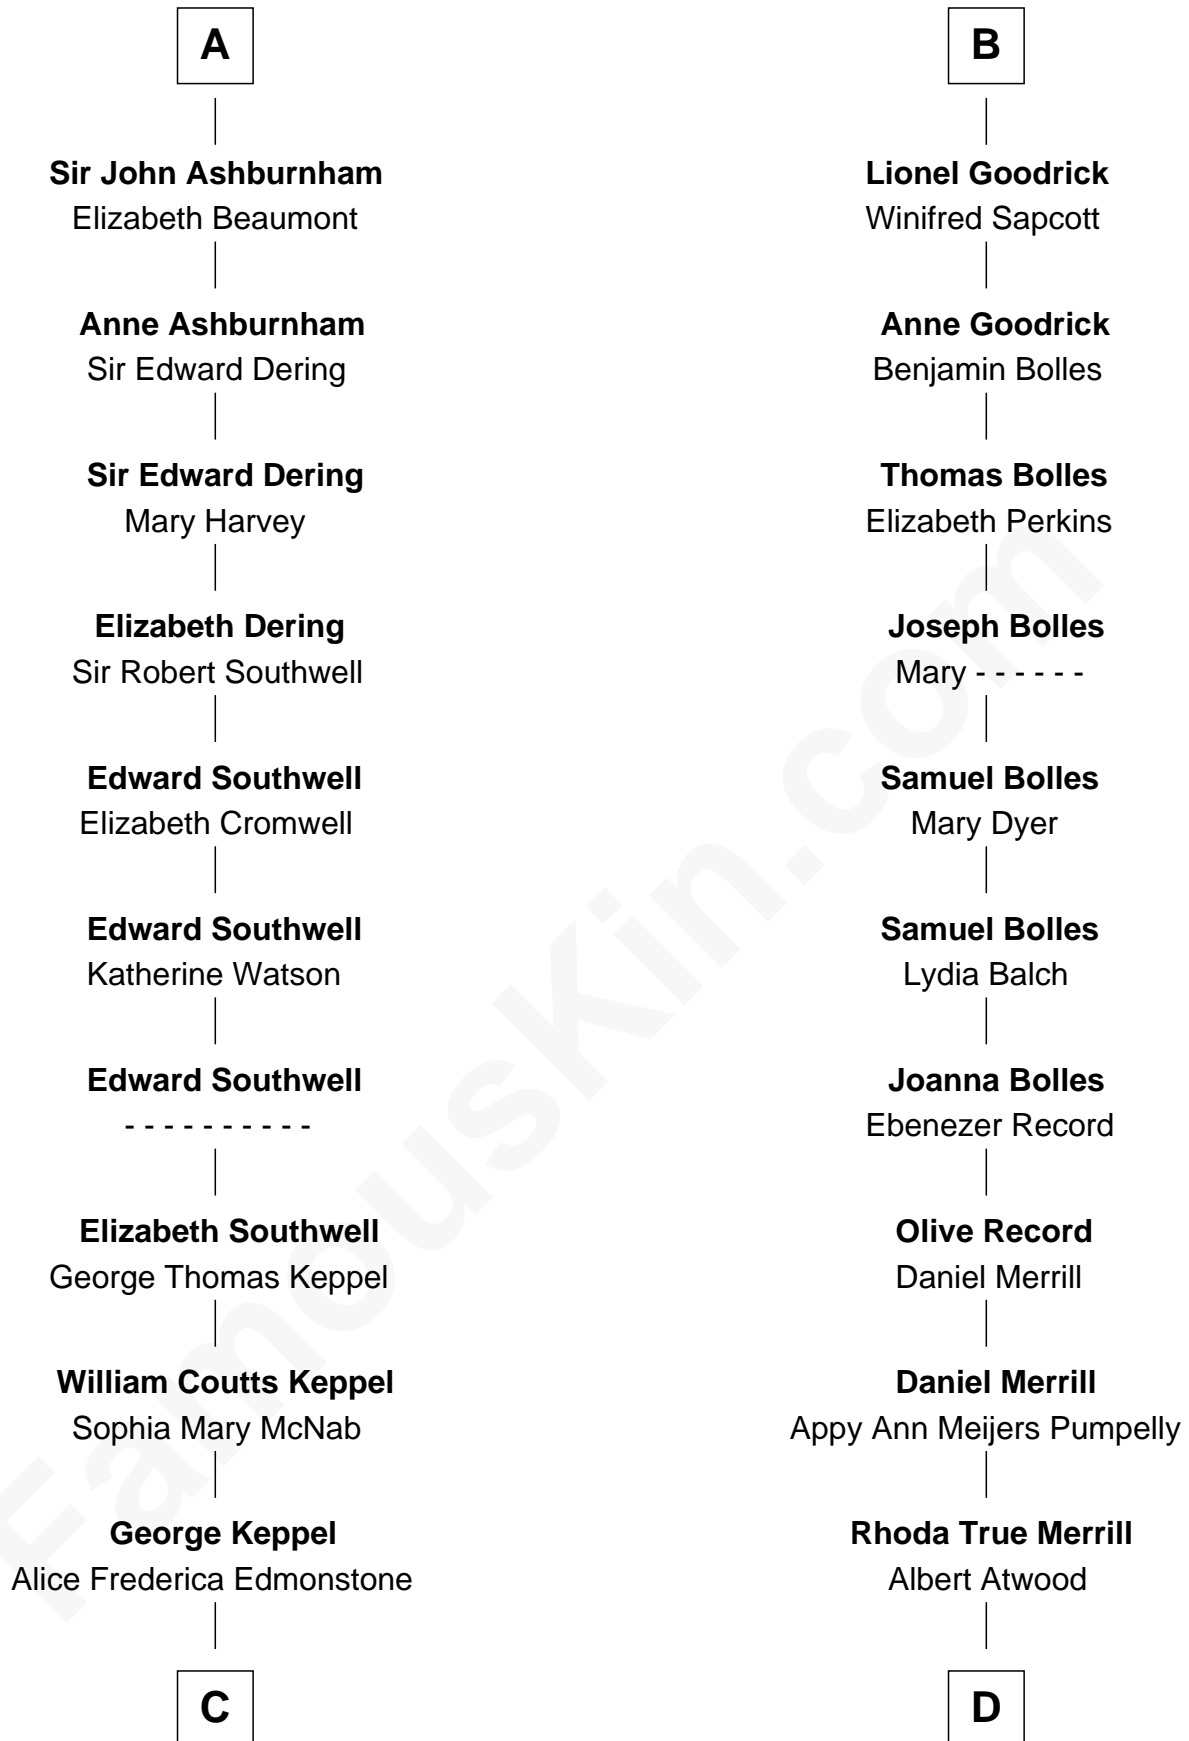 A
Sir John Ashburnham
Elizabeth Beaumont
Anne Ashburnham
Sir Edward Dering
Sir Edward Dering
Mary Harvey
Elizabeth Dering
Sir Robert Southwell
Edward Southwell
Elizabeth Cromwell
Edward Southwell
Katherine Watson
Edward Southwell
- - - - - - - - - -
Elizabeth Southwell
George Thomas Keppel
William Coutts Keppel
Sophia Mary McNab
George Keppel
Alice Frederica Edmonstone
C
B
Lionel Goodrick
Winifred Sapcott
Anne Goodrick
Benjamin Bolles
Thomas Bolles
Elizabeth Perkins
Joseph Bolles
Mary - - - - - -
Samuel Bolles
Mary Dyer
Samuel Bolles
Lydia Balch
Joanna Bolles
Ebenezer Record
Olive Record
Daniel Merrill
Daniel Merrill
Appy Ann Meijers Pumpelly
Rhoda True Merrill
Albert Atwood
D
FamousKin.com